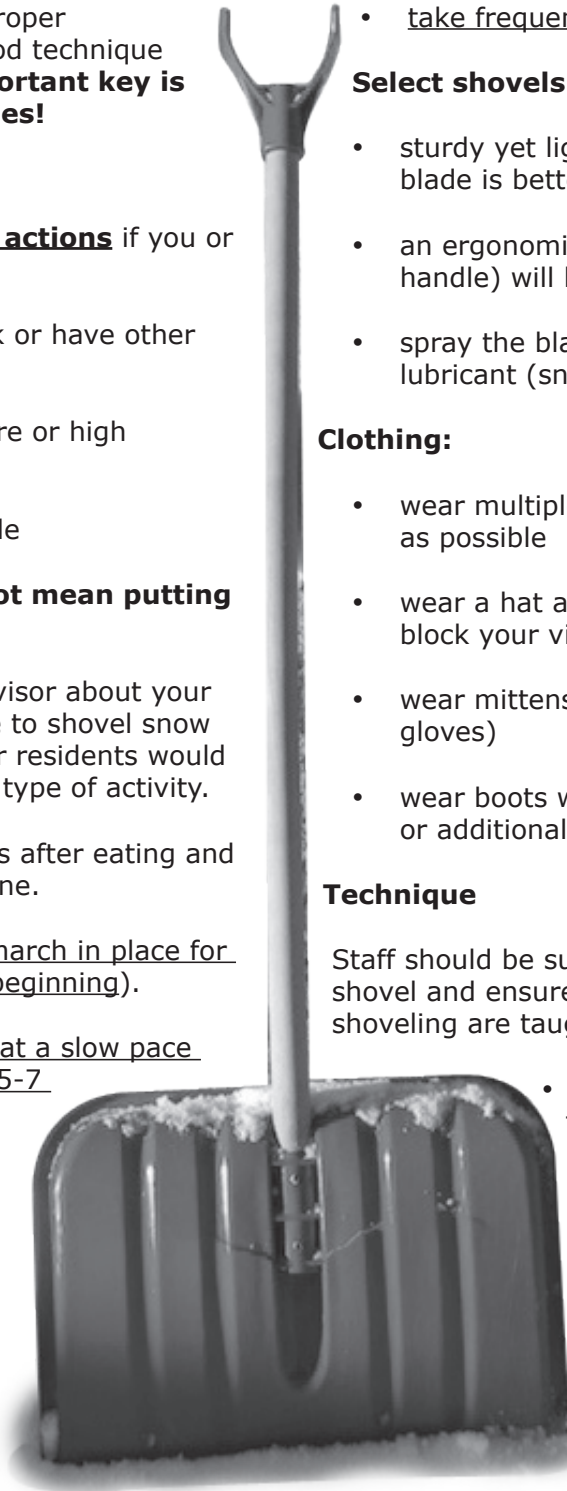 roper
od technique
ortant key is
es!
actions if you or
k or have other
re or high
le
ot mean putting
visor about your
e to shovel snow
r residents would
type of activity.
s after eating and
ne.
march in place for
beginning).
at a slow pace
5-7
• take frequen
Select shovels
• sturdy yet lig
blade is bett
• an ergonomi
handle) will
• spray the bla
lubricant (sn
Clothing:
• wear multipl
as possible
• wear a hat a
block your vi
• wear mittens
gloves)
• wear boots w
or additional
Technique
Staff should be su
shovel and ensure
shoveling are taug
•